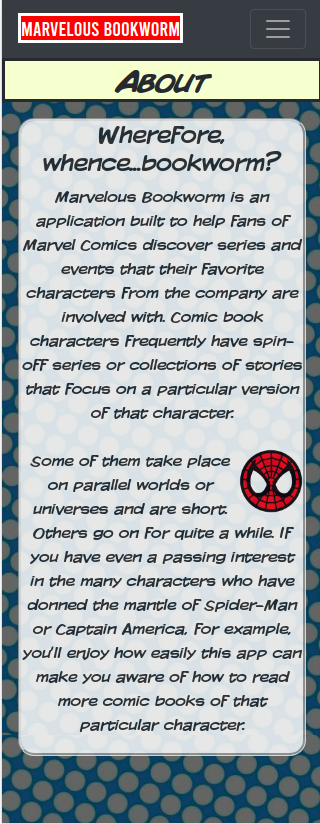 MARVELOUS BOOKWORM
About
Wherefore,
whence...bookworm?
Marvelous Bookworm is an
application built to help fans of
Marvel Comics discover series and
events that their favorite
characters from the company are
involved with. Comic book
characters frequently have spin-
off series or collections of stories
that focus on a particular version
of that character.
Some of them take place
on parallel worlds or
universes and are short.
Others go on for quite a while. If
you have even a passing interest
in the many characters who have
donned the mantle of Spider-Man
or Captain America, for example,
you'll enjoy how easily this app can
make you aware of how to read
more comic books of that
particular character.